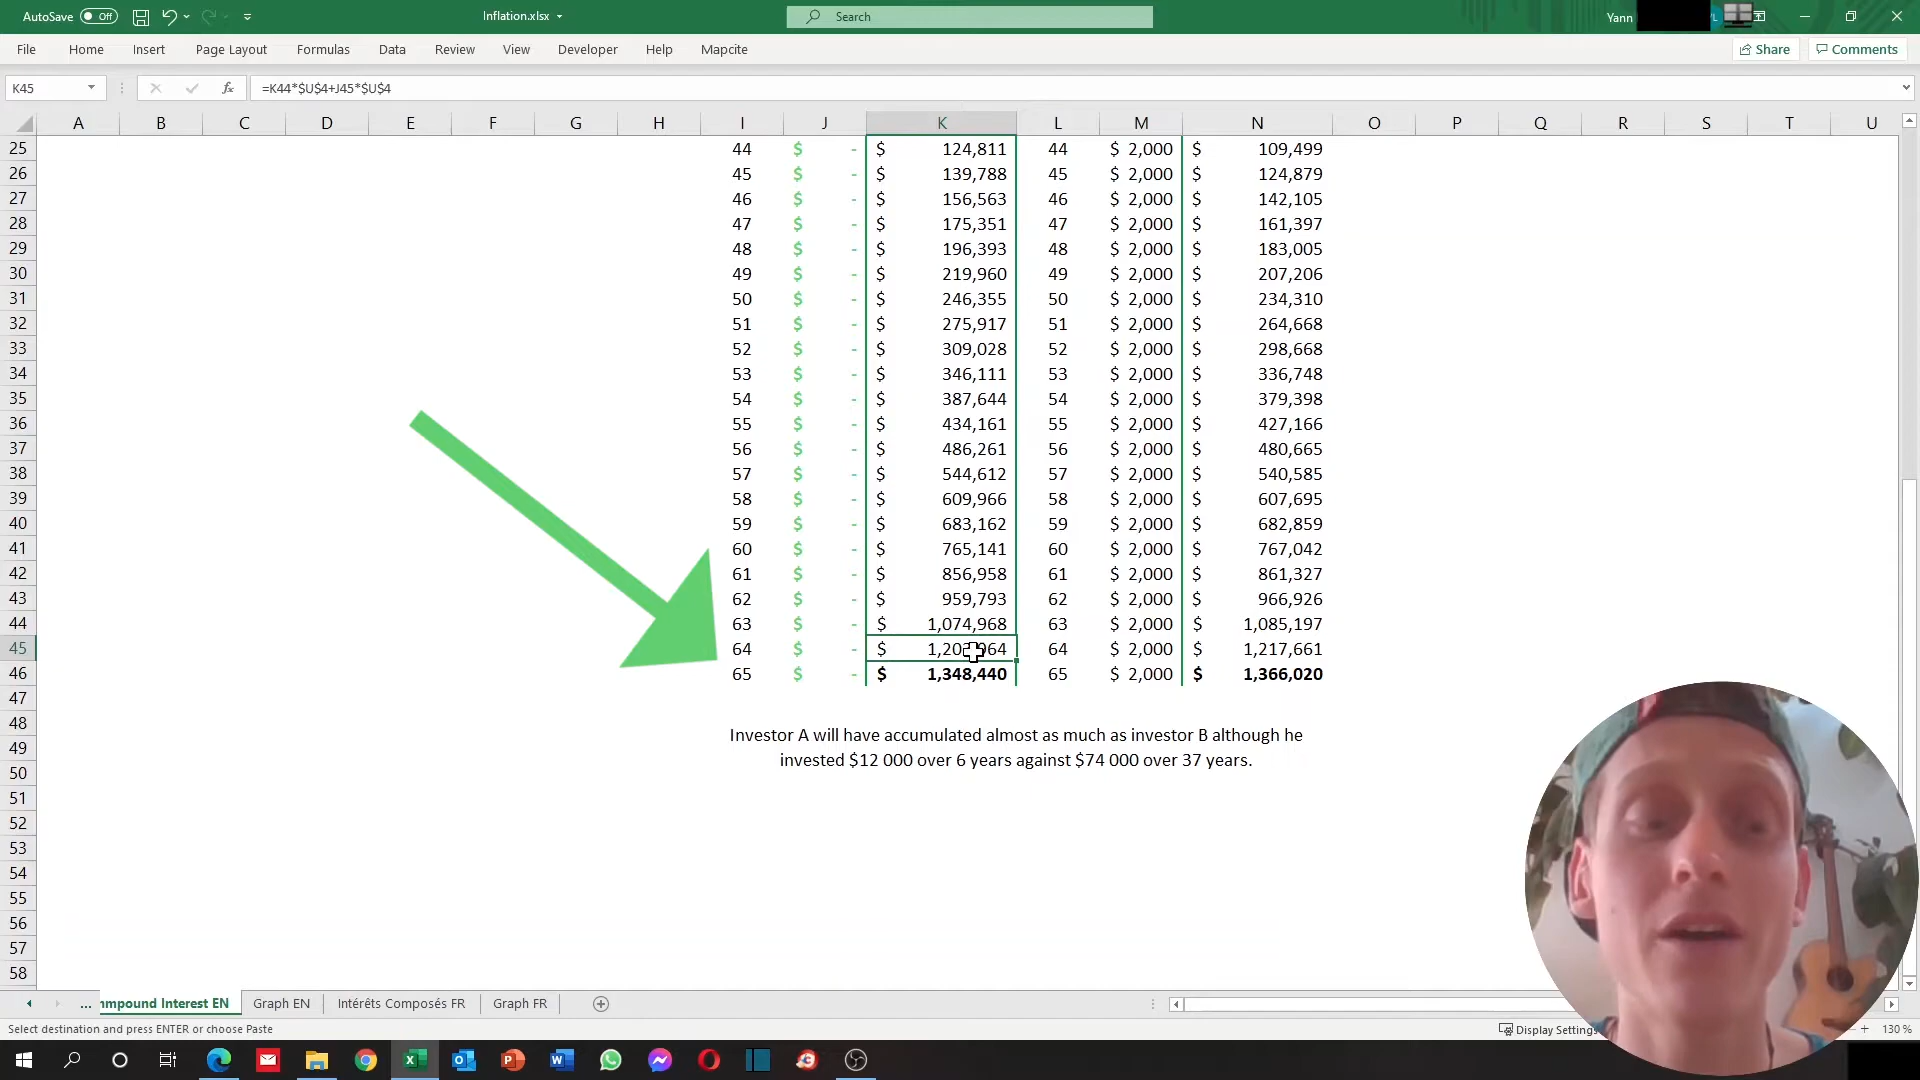 AutoSave Off Inflation.xlsx Search Yann
File Home Insert Page Layout Formulas Data Review View Developer Help Mapcite Share Comments
K45 fx =K44*$U$4+J45*$U$4
A B C D E F G H I J K L M N O P Q R S T U
25 44 $ - $ 124,811 44 $ 2,000 $ 109,499
26 45 $ - $ 139,788 45 $ 2,000 $ 124,879
27 46 $ - $ 156,563 46 $ 2,000 $ 142,105
28 47 $ - $ 175,351 47 $ 2,000 $ 161,397
29 48 $ - $ 196,393 48 $ 2,000 $ 183,005
30 49 $ - $ 219,960 49 $ 2,000 $ 207,206
31 50 $ - $ 246,355 50 $ 2,000 $ 234,310
32 51 $ - $ 275,917 51 $ 2,000 $ 264,668
33 52 $ - $ 309,028 52 $ 2,000 $ 298,668
34 53 $ - $ 346,111 53 $ 2,000 $ 336,748
35 54 $ - $ 387,644 54 $ 2,000 $ 379,398
36 55 $ - $ 434,161 55 $ 2,000 $ 427,166
37 56 $ - $ 486,261 56 $ 2,000 $ 480,665
38 57 $ - $ 544,612 57 $ 2,000 $ 540,585
39 58 $ - $ 609,966 58 $ 2,000 $ 607,695
40 59 $ - $ 683,162 59 $ 2,000 $ 682,859
41 60 $ - $ 765,141 60 $ 2,000 $ 767,042
42 61 $ - $ 856,958 61 $ 2,000 $ 861,327
43 62 $ - $ 959,793 62 $ 2,000 $ 966,926
44 63 $ - $ 1,074,968 63 $ 2,000 $ 1,085,197
45 64 $ - $ 64 $ 2,000 $ 1,217,661
46 65 $ - $ 1,348,440 65 $ 2,000 $ 1,366,020
47
48 Investor A will have accumulated almost as much as investor B although he
49 invested $12 000 over 6 years against $74 000 over 37 years.
50
51
52
53
54
55
56
57
58
... Interest EN Graph EN Intérêts Composés FR Graph FR
Select destination and press ENTER or choose Paste Display Settings 130 %